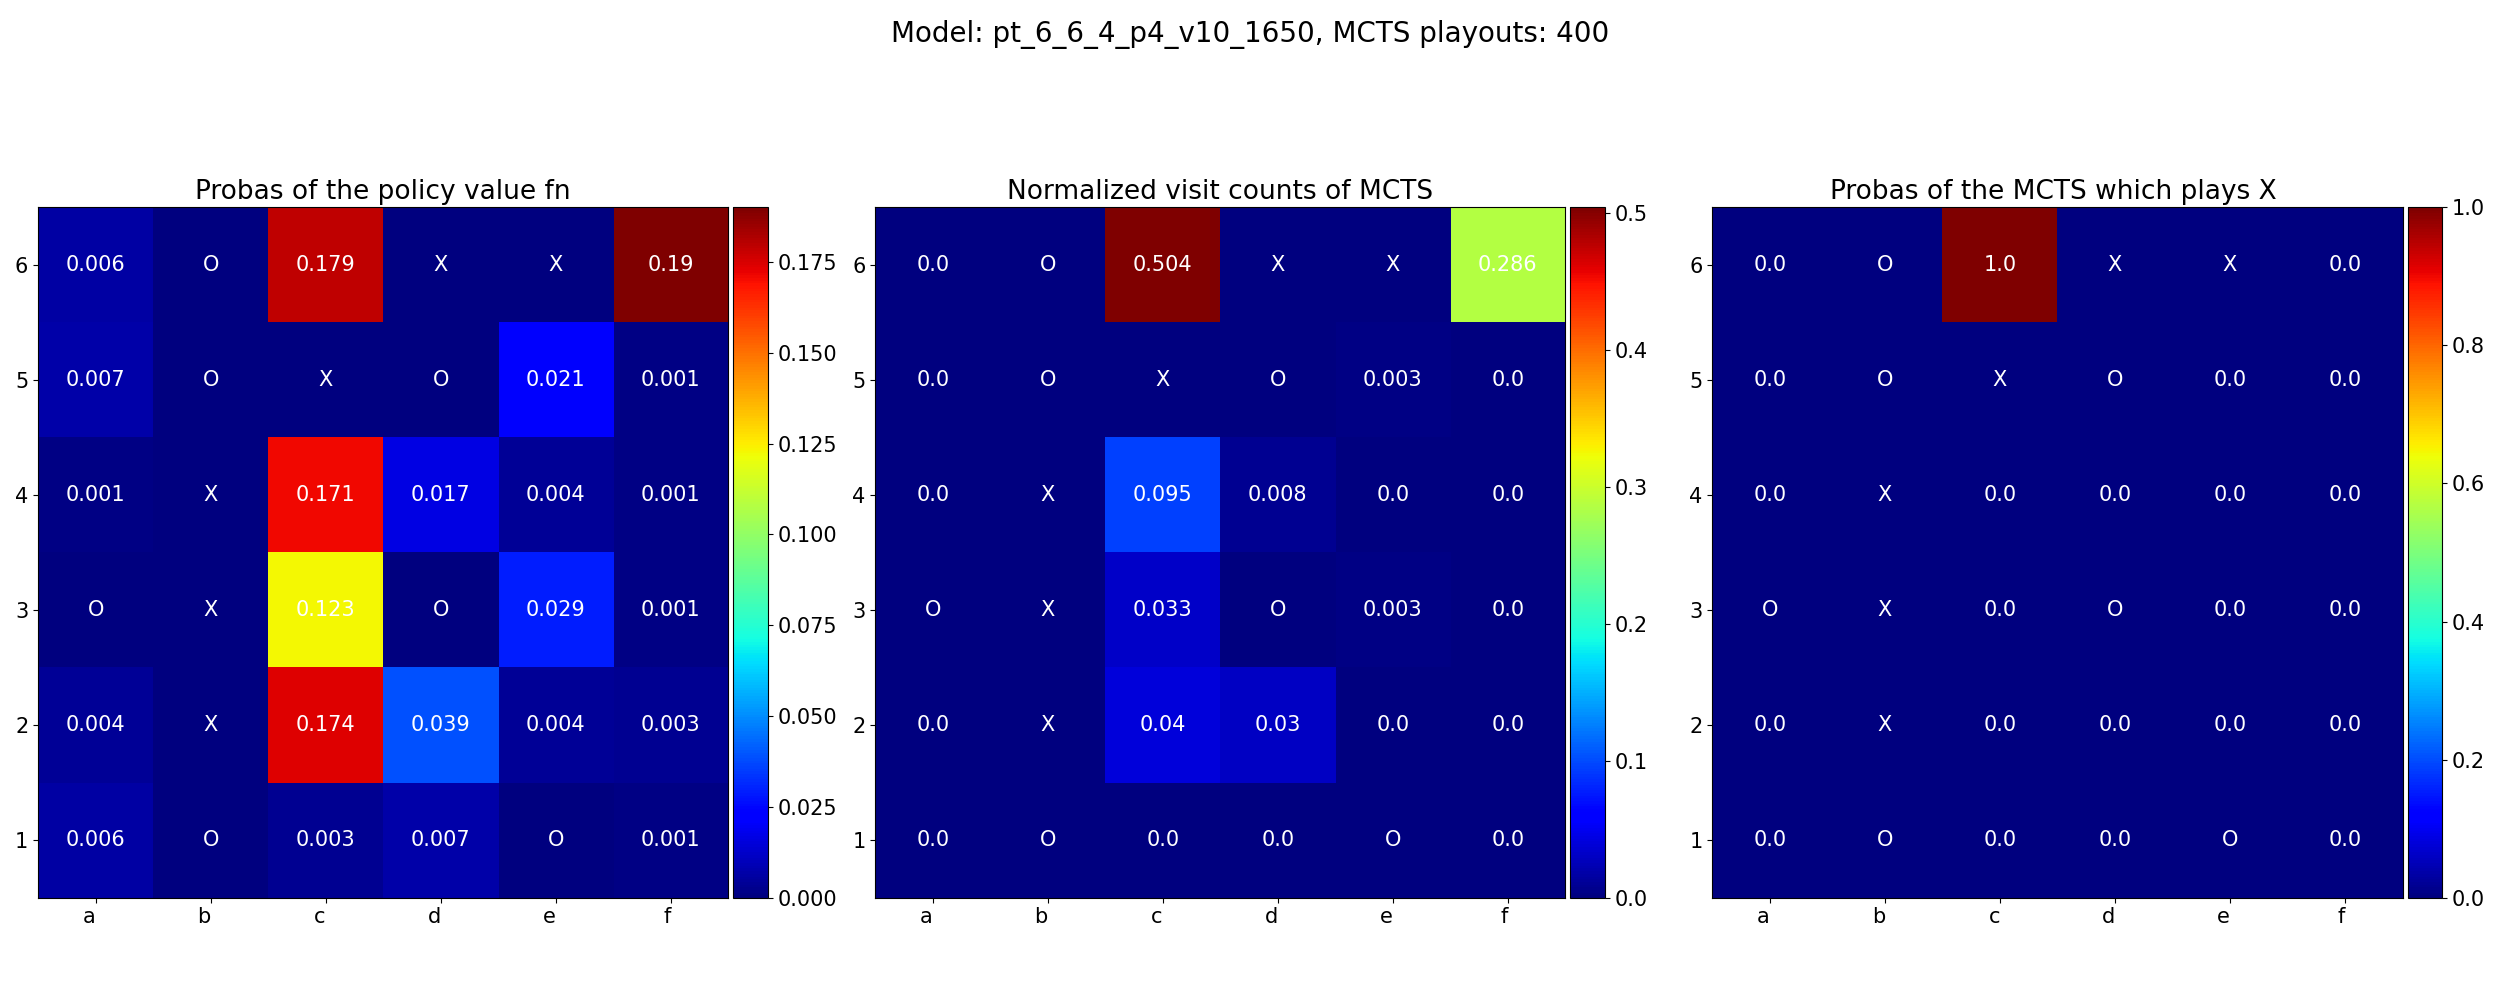 Model: pt_6_6_4_p4_v10_1650, MCTS playouts: 400
Probas of the policy value fn
6 0.006 O 0.179 X X 0.19
5 0.007 O X O 0.021 0.001
4 0.001 X 0.171 0.017 0.004 0.001
3 O X 0.123 O 0.029 0.001
2 0.004 X 0.174 0.039 0.004 0.003
1 0.006 O 0.003 0.007 O 0.001
a b c d e f
0.175
0.150
0.125
0.100
0.075
0.050
0.025
0.000
Normalized visit counts of MCTS
6 0.0 O 0.504 X X 0.286
5 0.0 O X O 0.003 0.0
4 0.0 X 0.095 0.008 0.0 0.0
3 O X 0.033 O 0.003 0.0
2 0.0 X 0.04 0.03 0.0 0.0
1 0.0 O 0.0 0.0 O 0.0
a b c d e f
0.5
0.4
0.3
0.2
0.1
0.0
Probas of the MCTS which plays X
6 0.0 O 1.0 X X 0.0
5 0.0 O X O 0.0 0.0
4 0.0 X 0.0 0.0 0.0 0.0
3 O X 0.0 O 0.0 0.0
2 0.0 X 0.0 0.0 0.0 0.0
1 0.0 O 0.0 0.0 O 0.0
a b c d e f
1.0
0.8
0.6
0.4
0.2
0.0